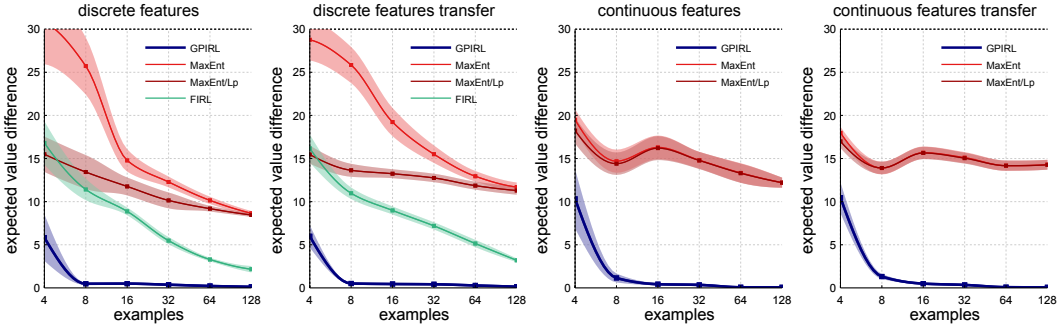 discrete features
30
25
20
15
10
5
0
4
8
16
32
64
128
examples
expected value difference
GPIRL
MaxEnt
MaxEnt/Lp
FIRL
discrete features transfer
30
25
20
15
10
5
0
4
8
16
32
64
128
examples
expected value difference
GPIRL
MaxEnt
MaxEnt/Lp
FIRL
continuous features
30
25
20
15
10
5
0
4
8
16
32
64
128
examples
expected value difference
GPIRL
MaxEnt
MaxEnt/Lp
continuous features transfer
30
25
20
15
10
5
0
4
8
16
32
64
128
examples
expected value difference
GPIRL
MaxEnt
MaxEnt/Lp